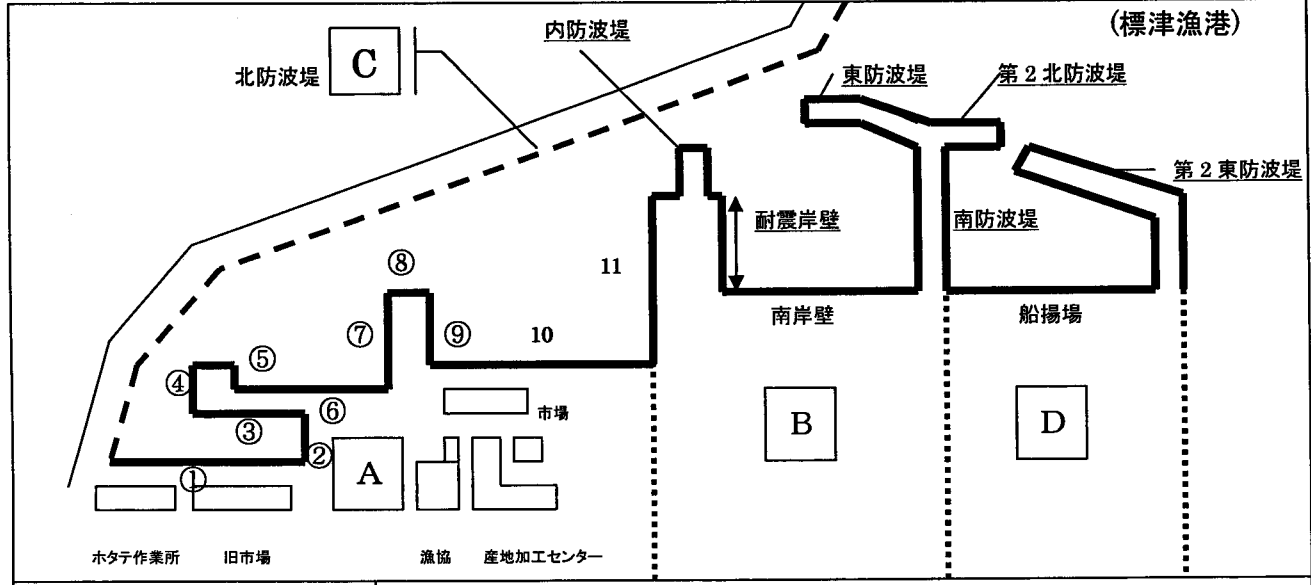 (標津漁港)
内防波堤
北防波堤
C
東防波堤
第2北防波堤
第2東防波堤
耐震岸壁
南防波堤
⑧
11
南岸壁
船揚場
⑦
⑨
10
⑤
④
⑥
市場
③
B
D
②
A
①
ホタテ作業所
旧市場
漁協
産地加工センター